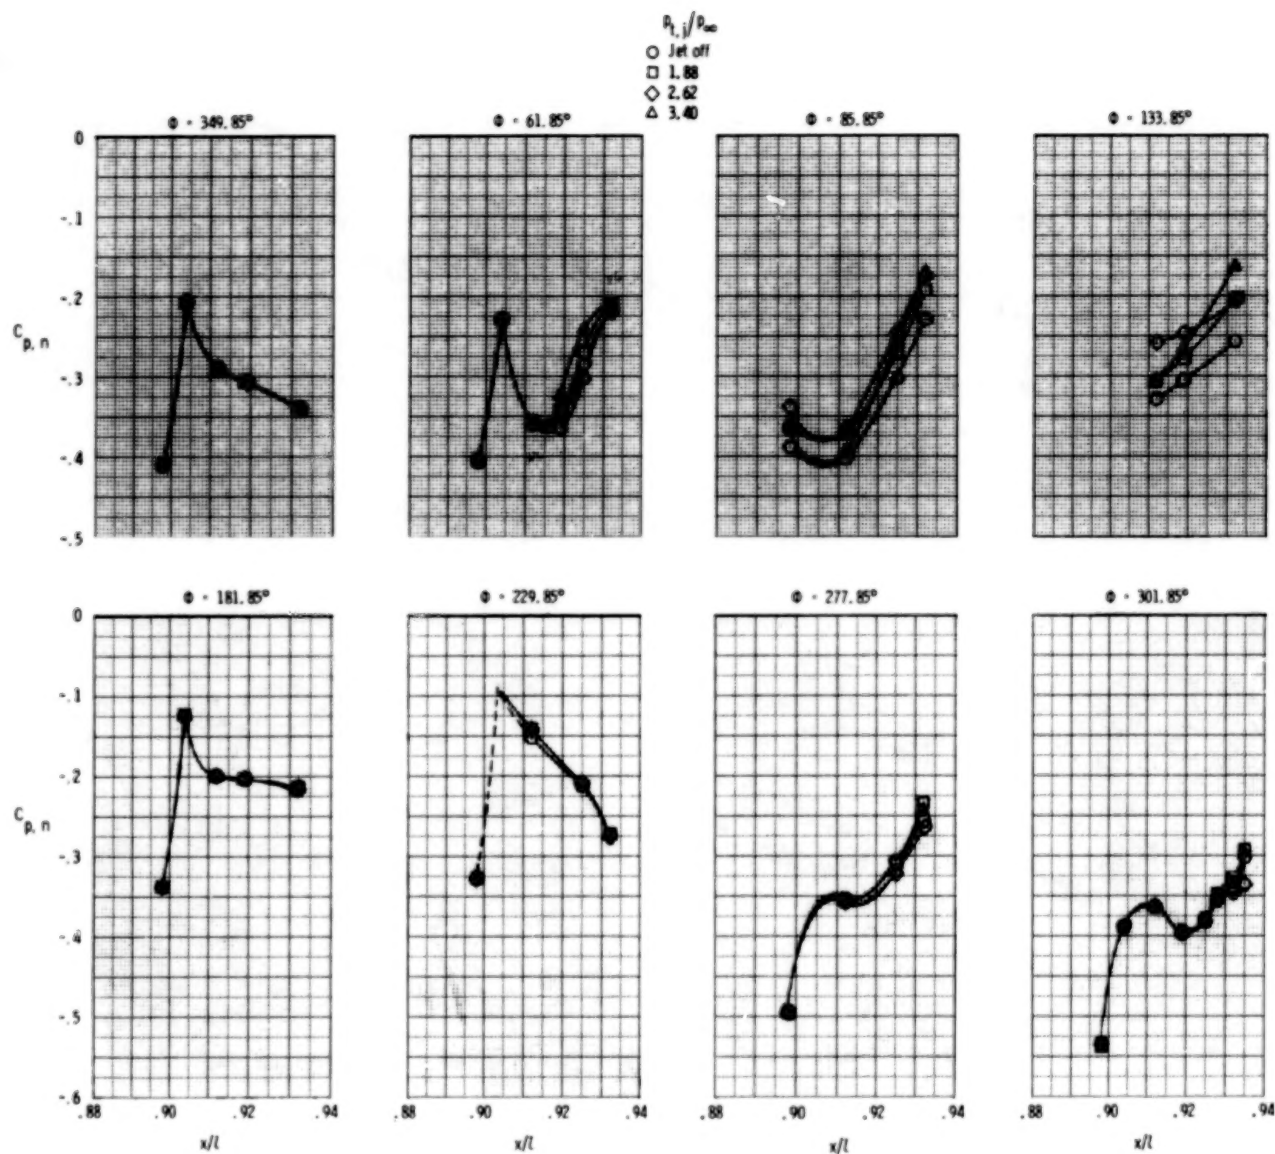 p_t,j/p_∞
Jet off
1.88
2.62
3.40
Φ = 349.85°
Φ = 61.85°
Φ = 85.85°
Φ = 133.85°
0
-.1
-.2
C_p,n
-.3
-.4
-.5
Φ = 181.85°
Φ = 229.85°
Φ = 277.85°
Φ = 301.85°
0
-.1
-.2
C_p,n
-.3
-.4
-.5
-.6
.88 .90 .92 .94
.88 .90 .92 .94
.88 .90 .92 .94
.88 .90 .92 .94
x/l
x/l
x/l
x/l